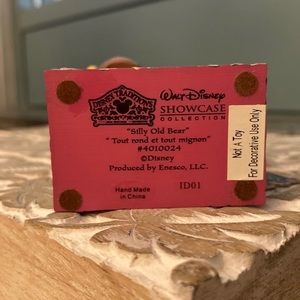 DISNEY TRADITIONS
WALT DISNEY
SHOWCASE
COLLECTION
"Silly Old Bear"
" Tout rond et tout mignon"
#4010024
©Disney
Produced by Enesco, LLC.
Hand Made
in China
ID01
Not A Toy
For Decorative Use Only